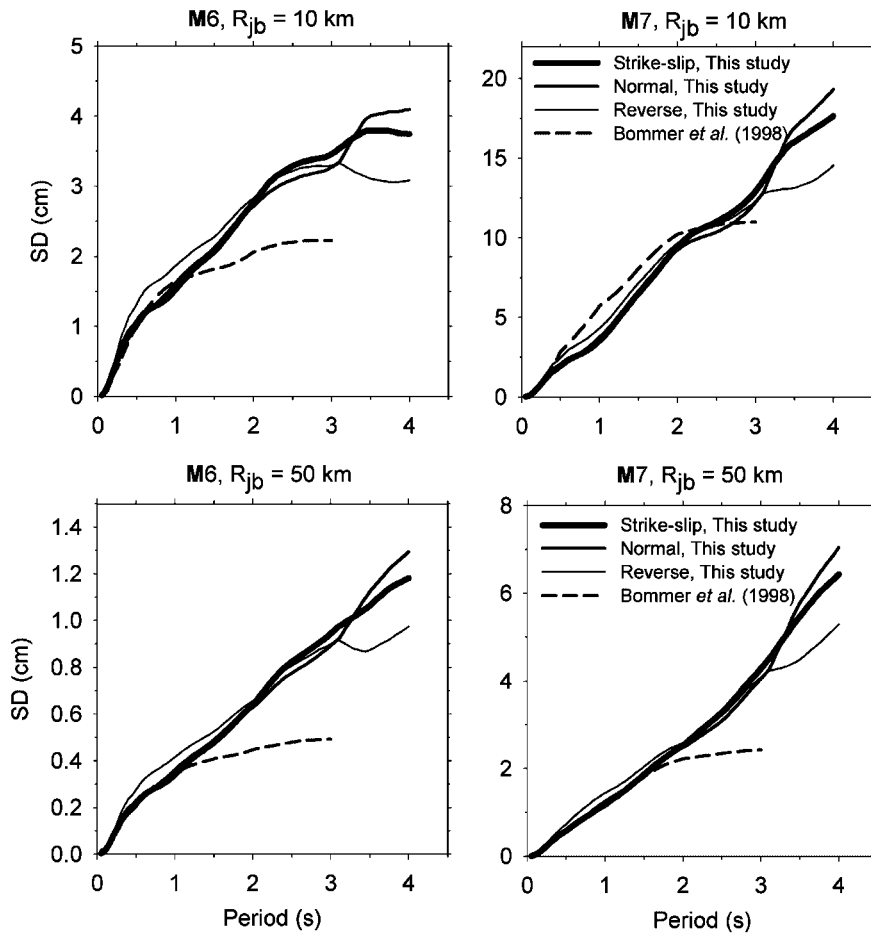 M6, Rjb = 10 km
5
4
3
2
1
0
SD (cm)
0 1 2 3 4
M7, Rjb = 10 km
Strike-slip, This study
Normal, This study
Reverse, This study
Bommer et al. (1998)
20
15
10
5
0
0 1 2 3 4
M6, Rjb = 50 km
1.4
1.2
1.0
0.8
0.6
0.4
0.2
0.0
SD (cm)
0 1 2 3 4
Period (s)
M7, Rjb = 50 km
Strike-slip, This study
Normal, This study
Reverse, This study
Bommer et al. (1998)
8
6
4
2
0
0 1 2 3 4
Period (s)